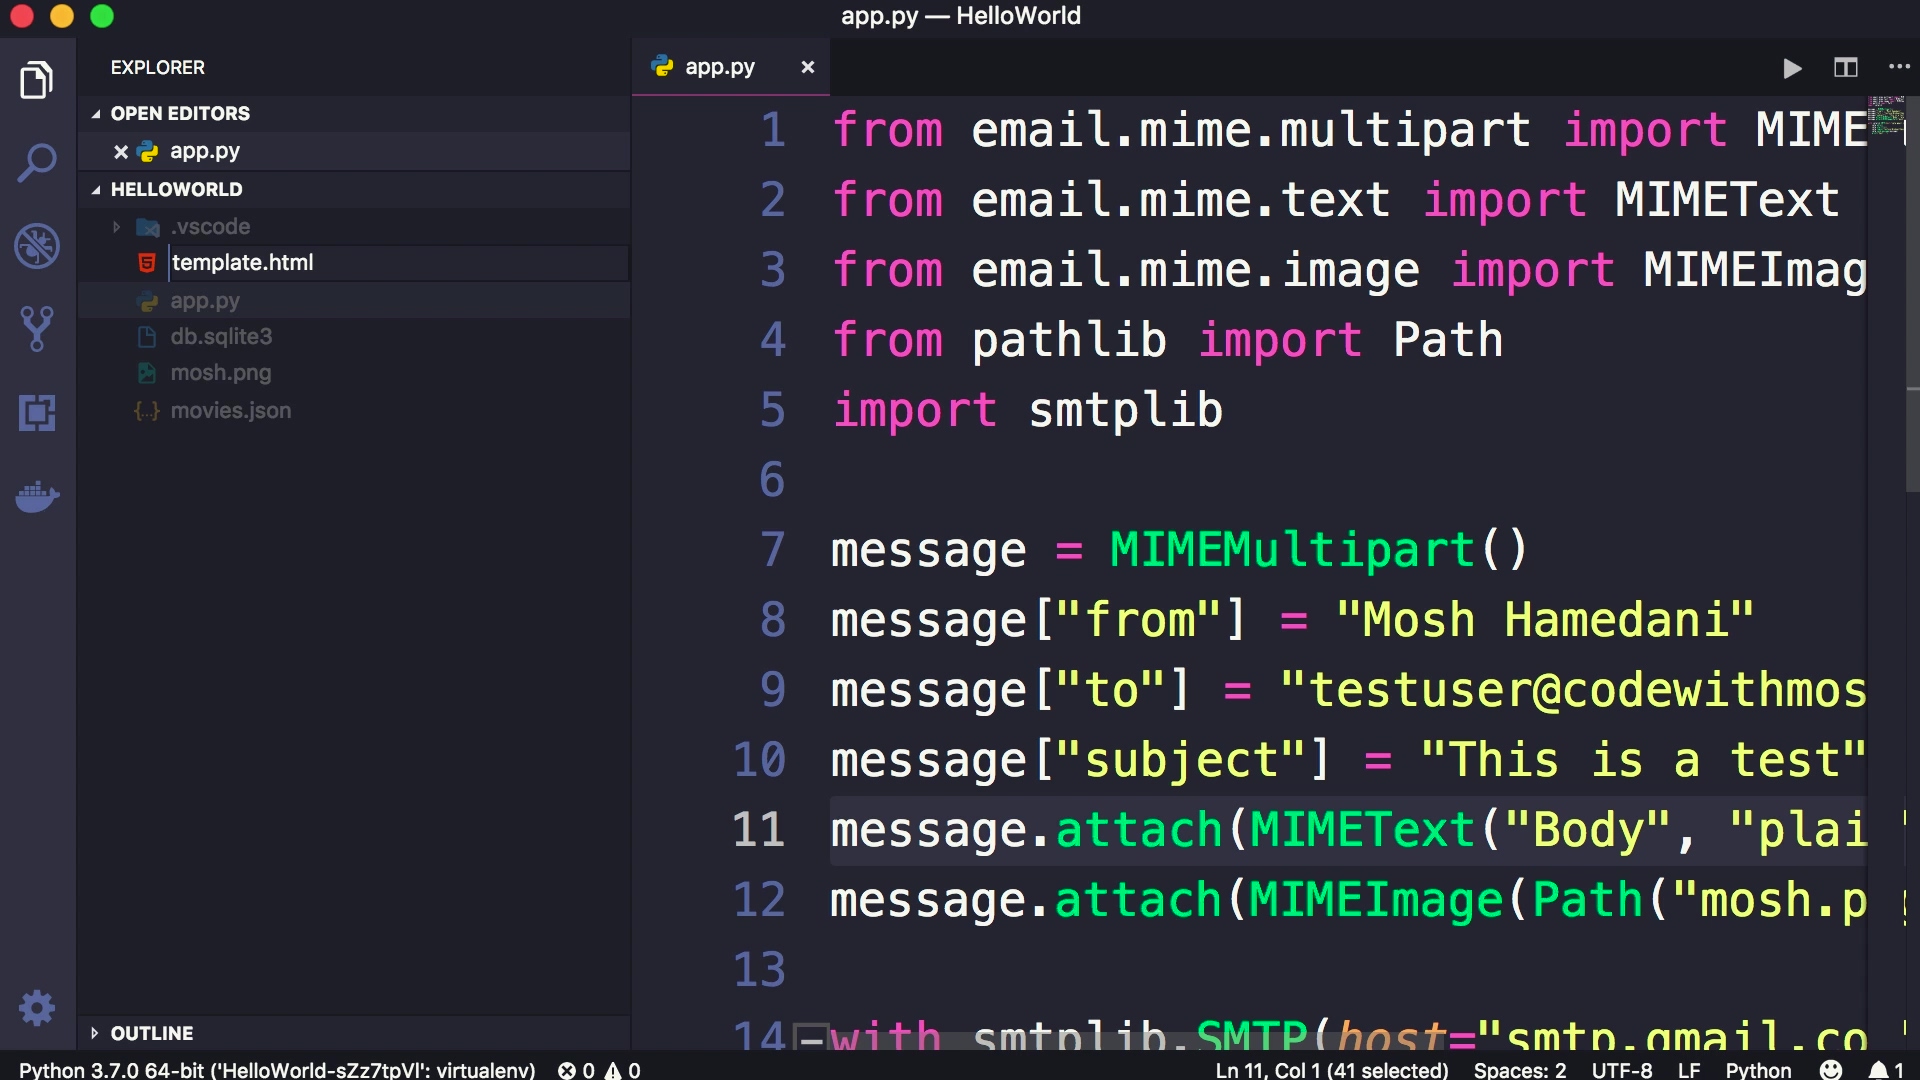 app.py — HelloWorld
EXPLORER
OPEN EDITORS
app.py
HELLOWORLD
.vscode
template.html
app.py
db.sqlite3
mosh.png
movies.json
OUTLINE
app.py
1 from email.mime.multipart import MIME
2 from email.mime.text import MIMEText
3 from email.mime.image import MIMEImag
4 from pathlib import Path
5 import smtplib
6
7 message = MIMEMultipart()
8 message["from"] = "Mosh Hamedani"
9 message["to"] = "testuser@codewithmos
10 message["subject"] = "This is a test"
11 message.attach(MIMEText("Body", "plai
12 message.attach(MIMEImage(Path("mosh.p
13
14 with smtplib.SMTP(host="smtp.gmail.co
Python 3.7.0 64-bit ('HelloWorld-sZz7tpVl': virtualenv) 0 0 Ln 11, Col 1 (41 selected) Spaces: 2 UTF-8 LF Python 1